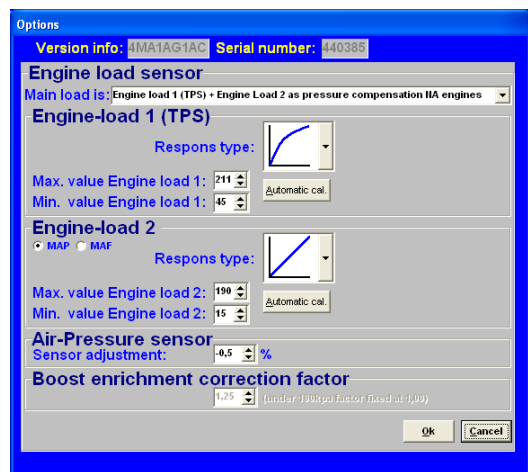 Options
Version info: 4MA1AG1AC Serial number: 440385
Engine load sensor
Main load is: Engine load 1 (TPS) + Engine Load 2 as pressure compensation NA engines
Engine-load 1 (TPS)
Respons type:
Max. value Engine load 1: 211
Automatic cal.
Min. value Engine load 1: 45
Engine-load 2
MAP MAF
Respons type:
Max. value Engine load 2: 190
Automatic cal.
Min. value Engine load 2: 15
Air-Pressure sensor
Sensor adjustment: -0,5 %
Boost enrichment correction factor
1,25 (under 100kpa factor fixed at 1,00)
Ok Cancel